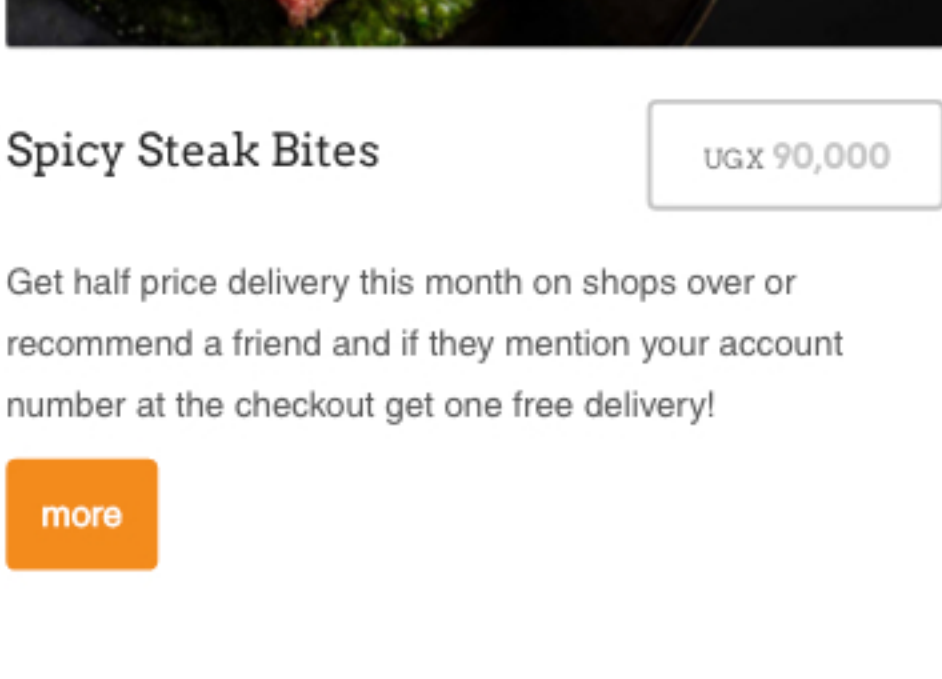 Spicy Steak Bites
UGX 90,000
Get half price delivery this month on shops over or
recommend a friend and if they mention your account
number at the checkout get one free delivery!
more